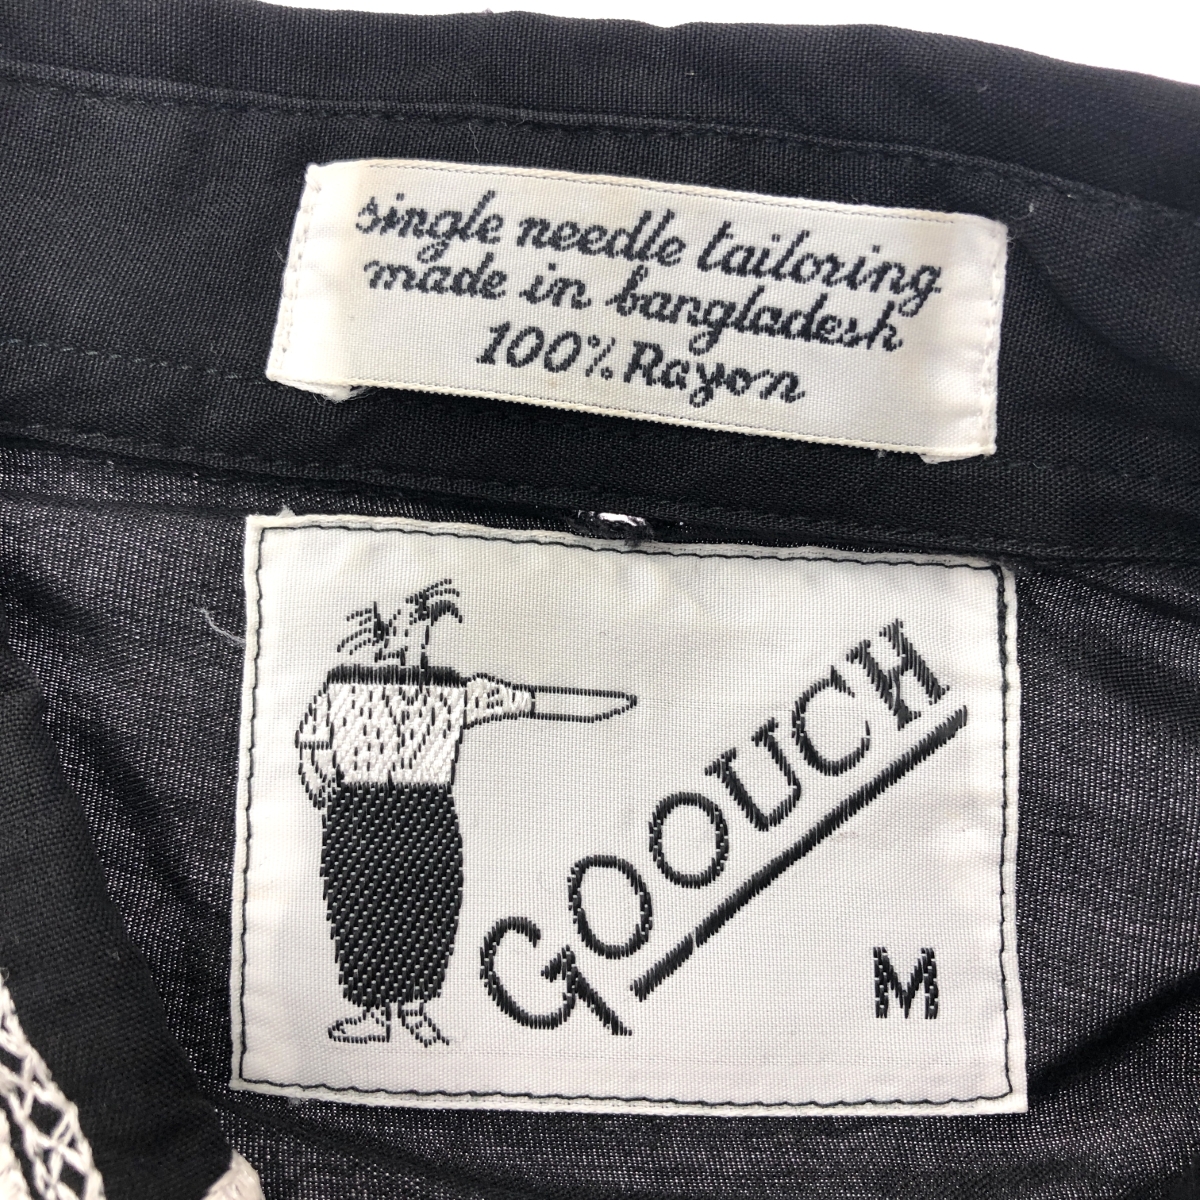 single needle tailoring
made in bangladesh
100% Rayon
GOOUCH
M